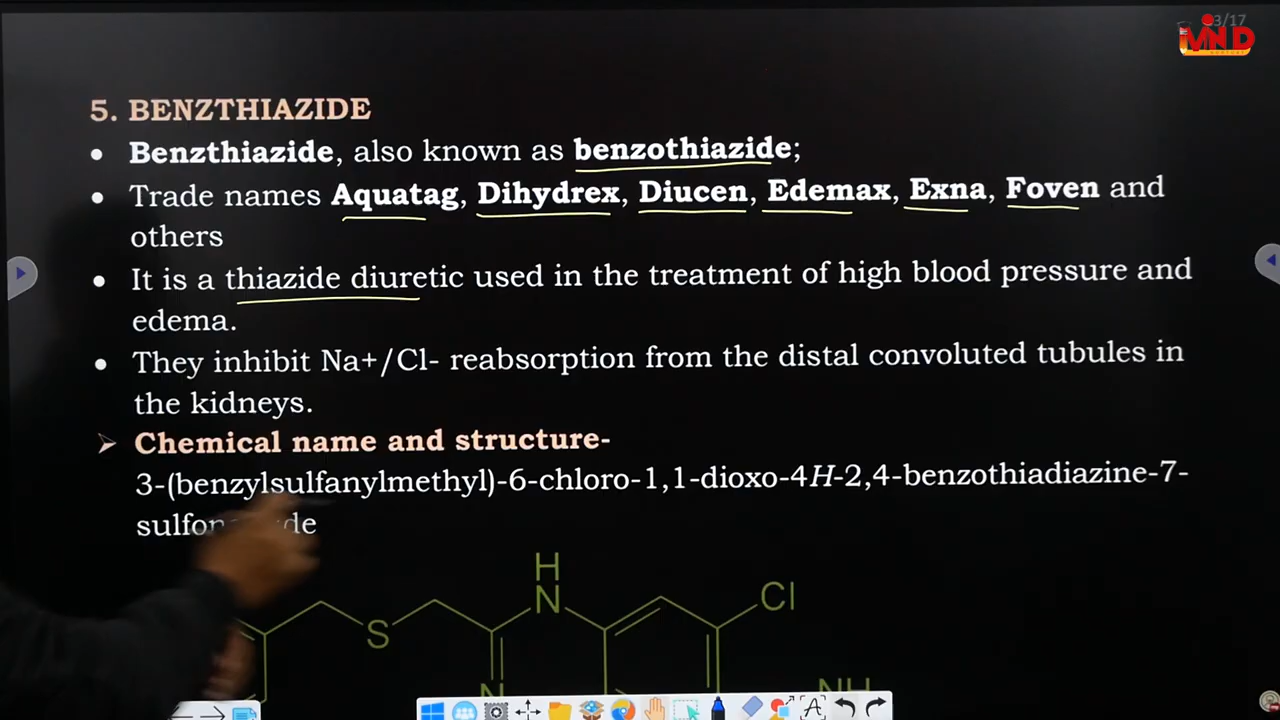 3/17
MIND
5. BENZTHIAZIDE
• Benzthiazide, also known as benzothiazide;
• Trade names Aquatag, Dihydrex, Diucen, Edemax, Exna, Foven and
others
• It is a thiazide diuretic used in the treatment of high blood pressure and
edema.
• They inhibit Na+/Cl- reabsorption from the distal convoluted tubules in
the kidneys.
➢ Chemical name and structure-
3-(benzylsulfanylmethyl)-6-chloro-1,1-dioxo-4H-2,4-benzothiadiazine-7-
H
N
Cl
S